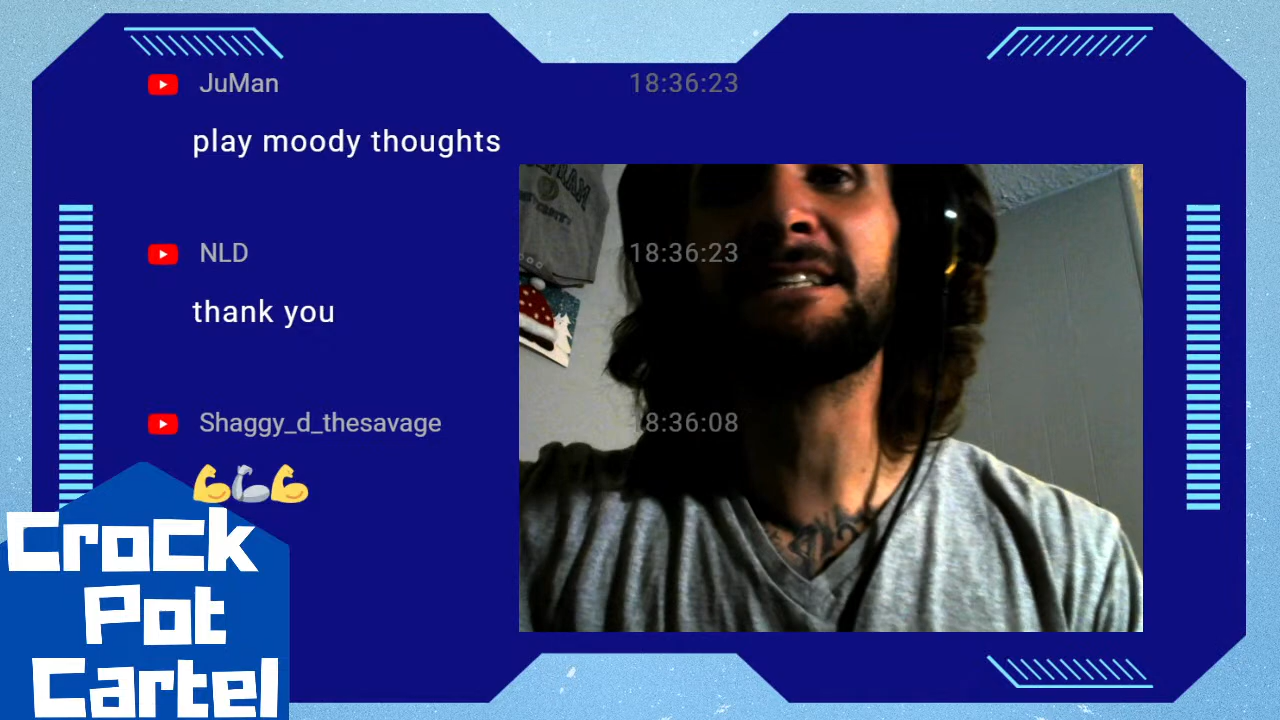 JuMan 18:36:23
play moody thoughts
NLD 18:36:23
thank you
Shaggy_d_thesavage 18:36:08
💪🦾💪
Crock
Pot
Cartel